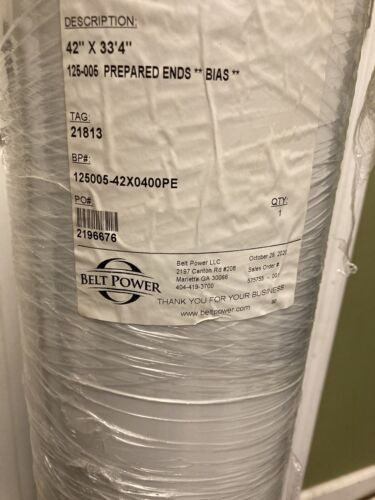 DESCRIPTION:
42" X 33'4"
125-005 PREPARED ENDS ** BIAS **
TAG:
21813
BP#:
125005-42X0400PE
PO#:
QTY:
1
2196676
BELT POWER
Belt Power LLC
2197 Canton Rd #208
Marietta GA 30066
404-419-3700
October 29, 2020
Sales Order #
THANK YOU FOR YOUR BUSINESS
www.beltpower.com